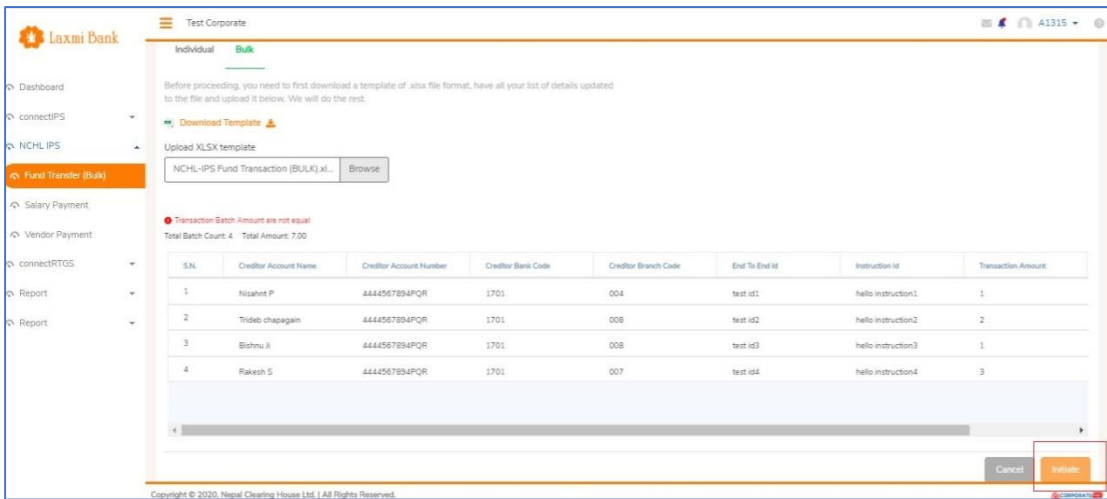 Laxmi Bank
Test Corporate
A1315
Individual Bulk
Dashboard
connectIPS
NCHL IPS
Fund Transfer (Bulk)
Salary Payment
Vendor Payment
connectRTGS
Report
Report
Before proceeding, you need to first download a template of .xlsx file format, have all your list of details updated
to the file and upload it below. We will do the rest.
Download Template
Upload XLSX template
NCHL-IPS Fund Transaction (BULK).xl... Browse
Transaction Batch Amount are not equal
Total Batch Count: 4 Total Amount: 7.00
S.N. Creditor Account Name Creditor Account Number Creditor Bank Code Creditor Branch Code End To End Id Instruction Id Transaction Amount
1 Nisahnt P 4444567894PQR 1701 004 test id1 hello instruction1 1
2 Trideb chapagain 4444567894PQR 1701 008 test id2 hello instruction2 2
3 Bishnu Ji 4444567894PQR 1701 008 test id3 hello instruction3 1
4 Rakesh S 4444567894PQR 1701 007 test id4 hello instruction4 3
Cancel Initiate
Copyright © 2020. Nepal Clearing House Ltd. | All Rights Reserved.
CORPORATE